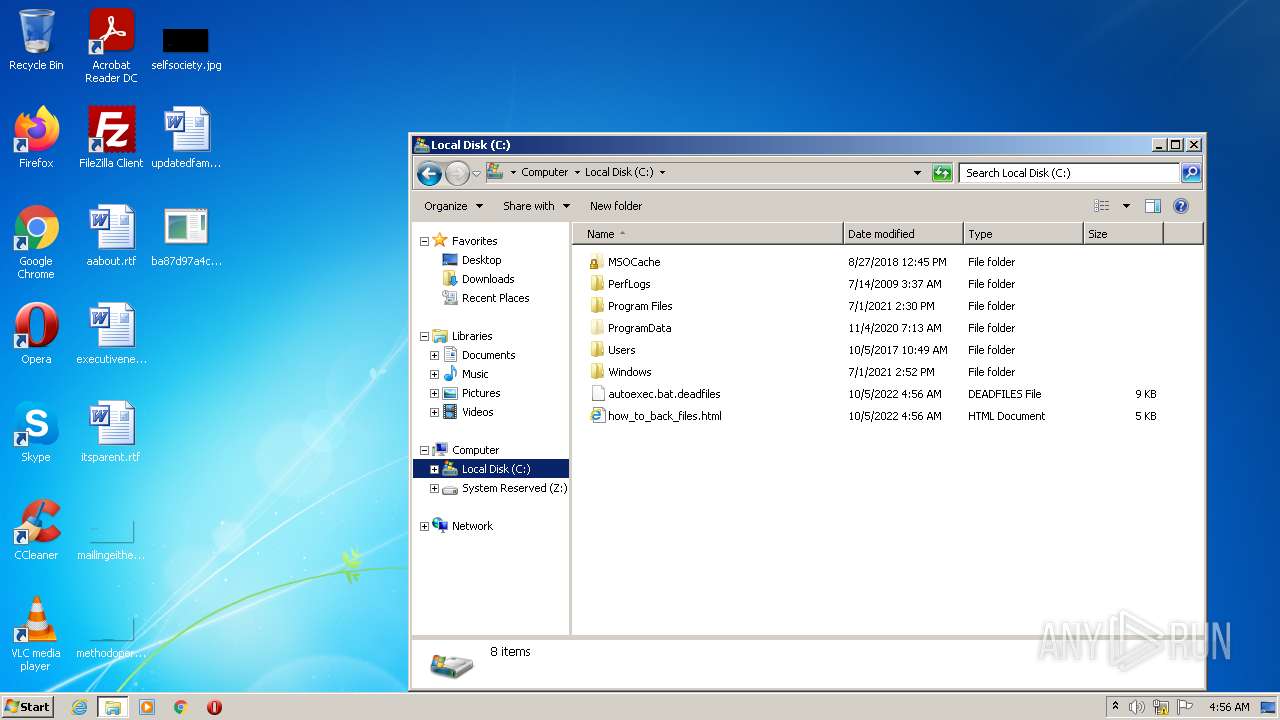 Recycle Bin
Acrobat
Reader DC
selfsociety.jpg
Firefox
FileZilla Client
updatedfam...
Google
Chrome
aabout.rtf
ba87d97a4c...
Opera
executivene...
Skype
itsparent.rtf
CCleaner
mailingeithe...
VLC media
player
methodoper...
Local Disk (C:)
Computer
Local Disk (C:)
Search Local Disk (C:)
Organize
Share with
New folder
Favorites
Desktop
Downloads
Recent Places
Libraries
Documents
Music
Pictures
Videos
Computer
Local Disk (C:)
System Reserved (Z:)
Network
Name Date modified Type Size
MSOCache 8/27/2018 12:45 PM File folder
PerfLogs 7/14/2009 3:37 AM File folder
Program Files 7/1/2021 2:30 PM File folder
ProgramData 11/4/2020 7:13 AM File folder
Users 10/5/2017 10:49 AM File folder
Windows 7/1/2021 2:52 PM File folder
autoexec.bat.deadfiles 10/5/2022 4:56 AM DEADFILES File 9 KB
how_to_back_files.html 10/5/2022 4:56 AM HTML Document 5 KB
8 items
ANY RUN
Start
4:56 AM